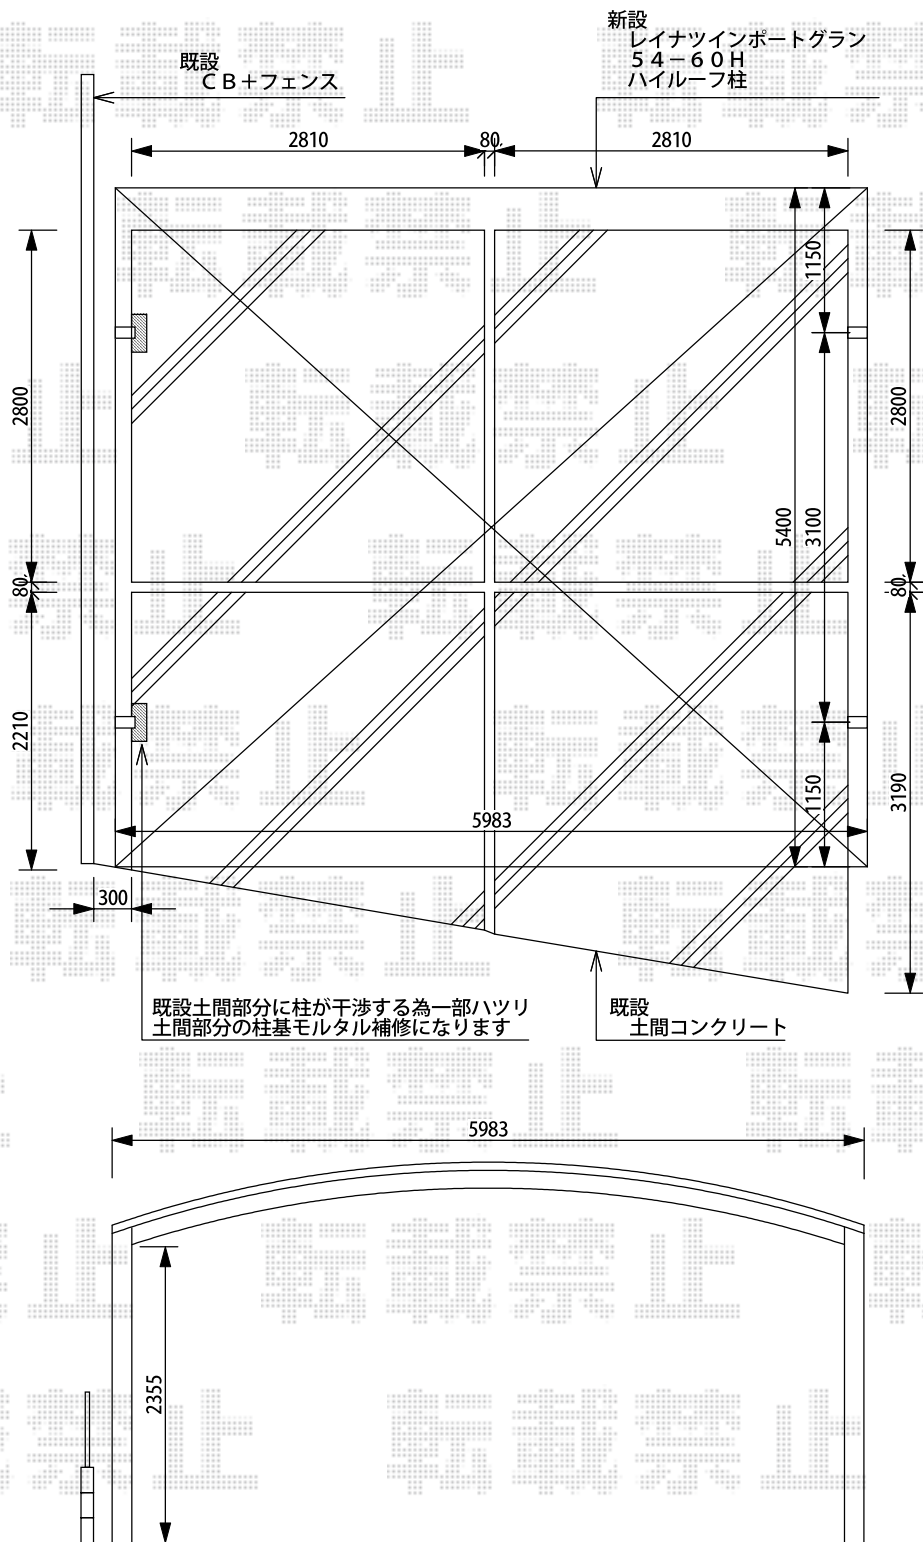 新設
レイナツインポートグラン
５４－６０Ｈ
ハイルーフ柱
既設
ＣＢ＋フェンス
2810
80
2810
1150
2800
2800
5400
3100
80
80
2210
3190
1150
5983
300
既設土間部分に柱が干渉する為一部ハツリ
土間部分の柱基モルタル補修になります
既設
土間コンクリート
5983
2355
転載禁止